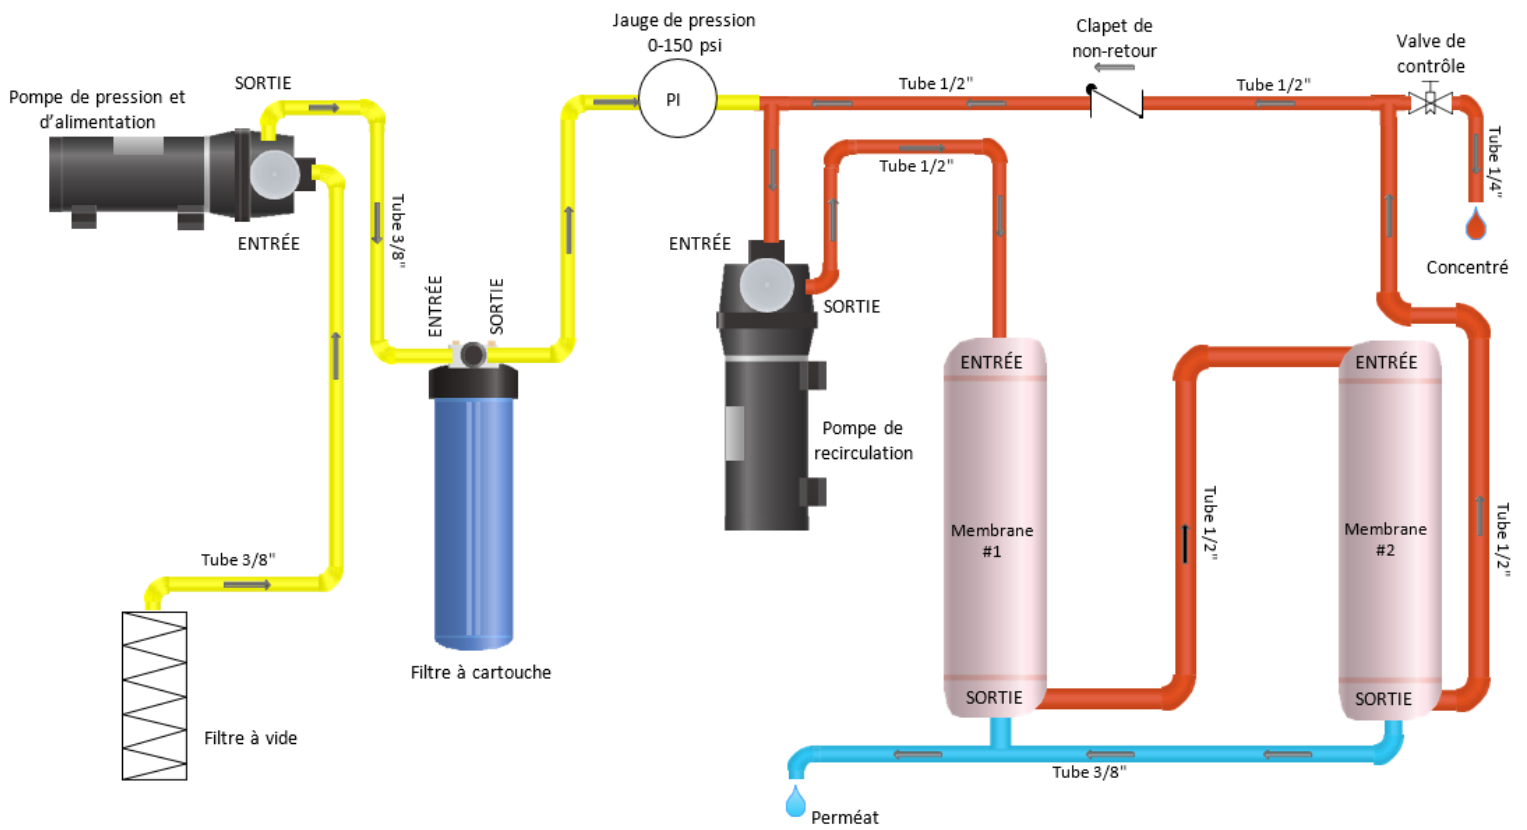 Jauge de pression
0-150 psi
Clapet de
non-retour
Valve de
contrôle
SORTIE
Pompe de pression et
d'alimentation
PI
Tube 1/2"
Tube 1/2"
Tube 1/2"
Tube 1/4"
Tube 3/8"
ENTRÉE
ENTRÉE
ENTRÉE
SORTIE
SORTIE
Concentré
ENTRÉE
ENTRÉE
Pompe de
recirculation
Membrane
#1
Tube 1/2"
Membrane
#2
Tube 1/2"
Tube 3/8"
Filtre à cartouche
SORTIE
SORTIE
Filtre à vide
Tube 3/8"
Perméat